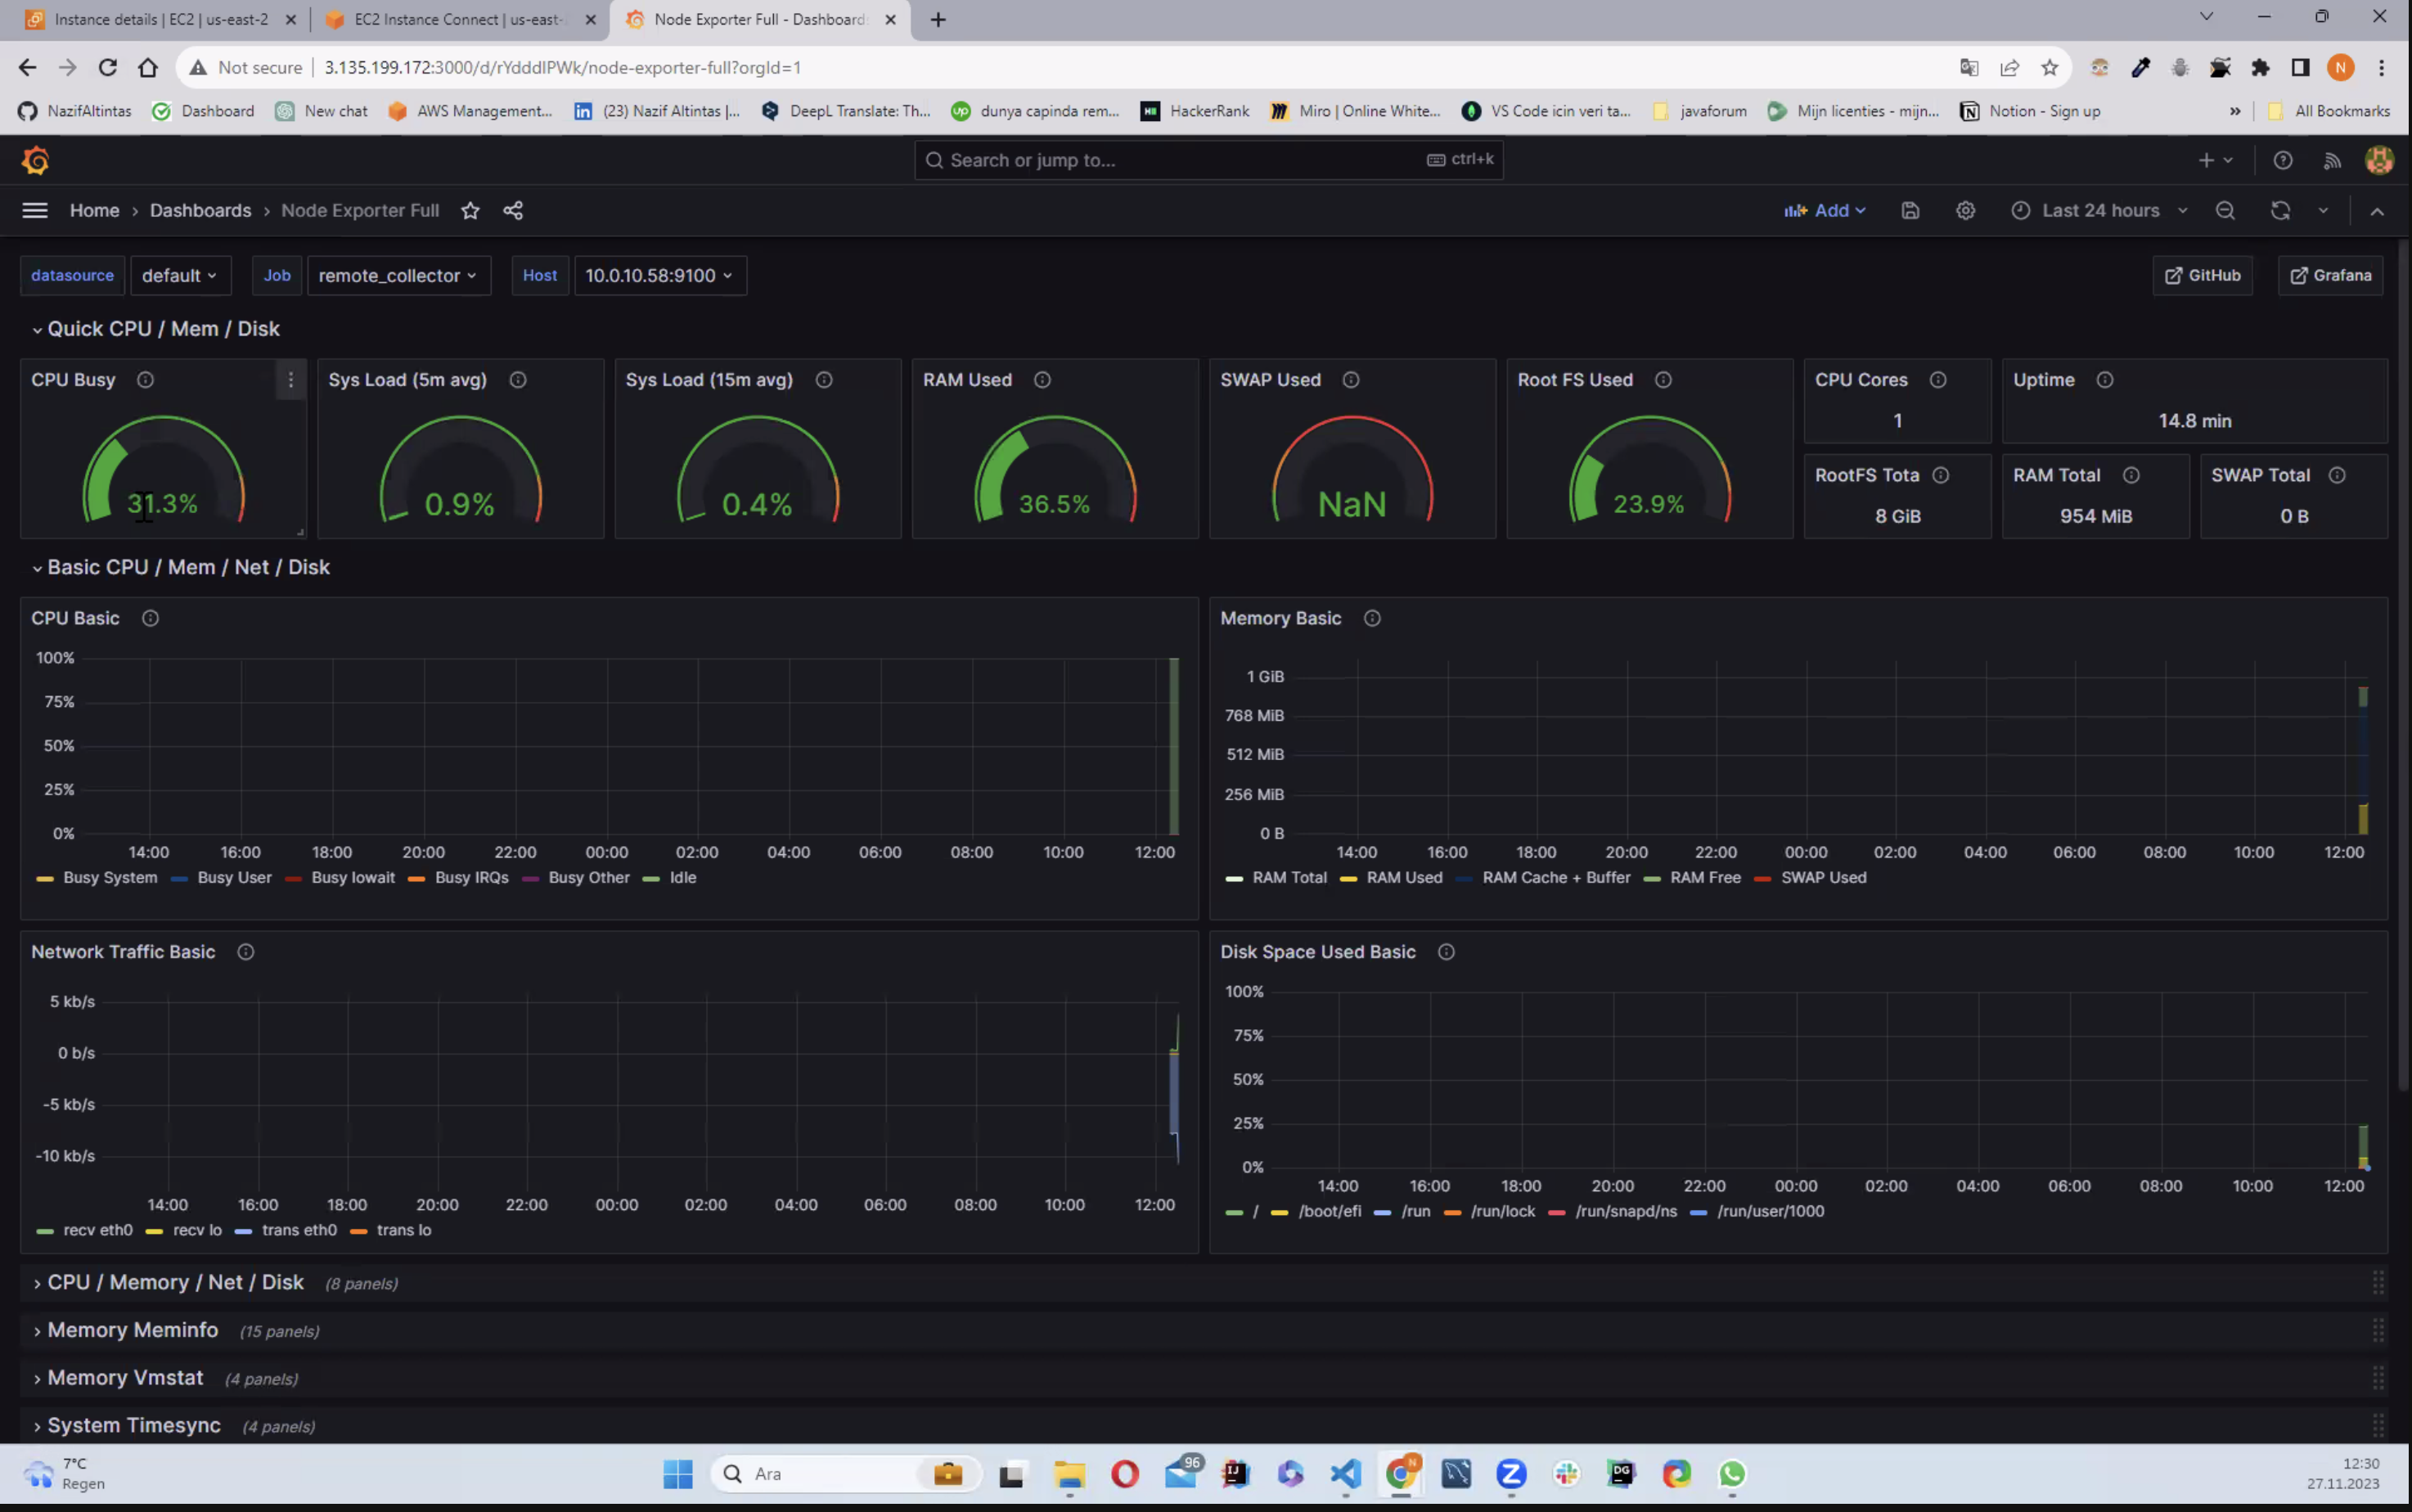 Instance details | EC2 | us-east-2
EC2 Instance Connect | us-east-
Node Exporter Full - Dashboard
Not secure
3.135.199.172:3000/d/rYdddlPWk/node-exporter-full?orgId=1
N
NazifAltintas
Dashboard
New chat
AWS Management...
(23) Nazif Altintas |...
DeepL Translate: Th...
dunya capinda rem...
HackerRank
Miro | Online White...
VS Code icin veri ta...
javaforum
Mijn licenties - mijn...
Notion - Sign up
»
All Bookmarks
Search or jump to...
ctrl+k
Home › Dashboards › Node Exporter Full
Add
Last 24 hours
datasource
default
Job
remote_collector
Host
10.0.10.58:9100
GitHub
Grafana
Quick CPU / Mem / Disk
CPU Busy
31.3%
Sys Load (5m avg)
0.9%
Sys Load (15m avg)
0.4%
RAM Used
36.5%
SWAP Used
NaN
Root FS Used
23.9%
CPU Cores
1
Uptime
14.8 min
RootFS Tota
8 GiB
RAM Total
954 MiB
SWAP Total
0 B
Basic CPU / Mem / Net / Disk
CPU Basic
100%
75%
50%
25%
0%
14:00 16:00 18:00 20:00 22:00 00:00 02:00 04:00 06:00 08:00 10:00 12:00
Busy System Busy User Busy Iowait Busy IRQs Busy Other Idle
Memory Basic
1 GiB
768 MiB
512 MiB
256 MiB
0 B
14:00 16:00 18:00 20:00 22:00 00:00 02:00 04:00 06:00 08:00 10:00 12:00
RAM Total RAM Used RAM Cache + Buffer RAM Free SWAP Used
Network Traffic Basic
5 kb/s
0 b/s
-5 kb/s
-10 kb/s
14:00 16:00 18:00 20:00 22:00 00:00 02:00 04:00 06:00 08:00 10:00 12:00
recv eth0 recv lo trans eth0 trans lo
Disk Space Used Basic
100%
75%
50%
25%
0%
14:00 16:00 18:00 20:00 22:00 00:00 02:00 04:00 06:00 08:00 10:00 12:00
/ /boot/efi /run /run/lock /run/snapd/ns /run/user/1000
CPU / Memory / Net / Disk (8 panels)
Memory Meminfo (15 panels)
Memory Vmstat (4 panels)
System Timesync (4 panels)
7°C
Regen
Ara
96
12:30
27.11.2023